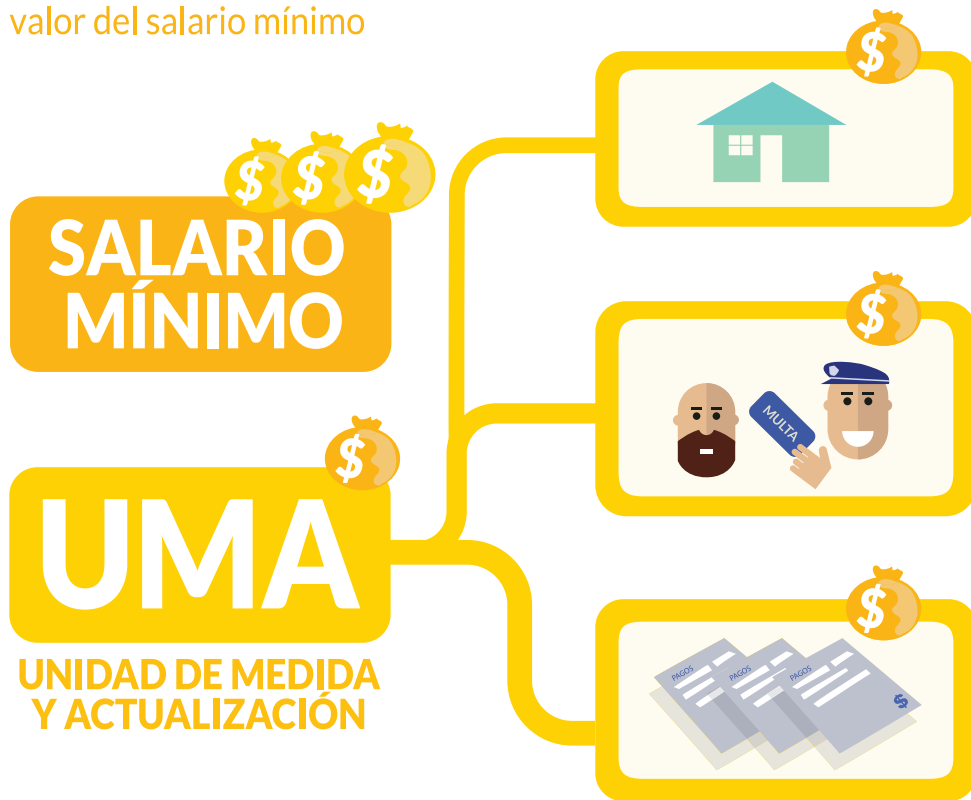 valor del salario mínimo
$ $ $
SALARIO
MÍNIMO
$
UMA
UNIDAD DE MEDIDA
Y ACTUALIZACIÓN
$
$
MULTA
$
PAGOS
PAGOS
PAGOS
$